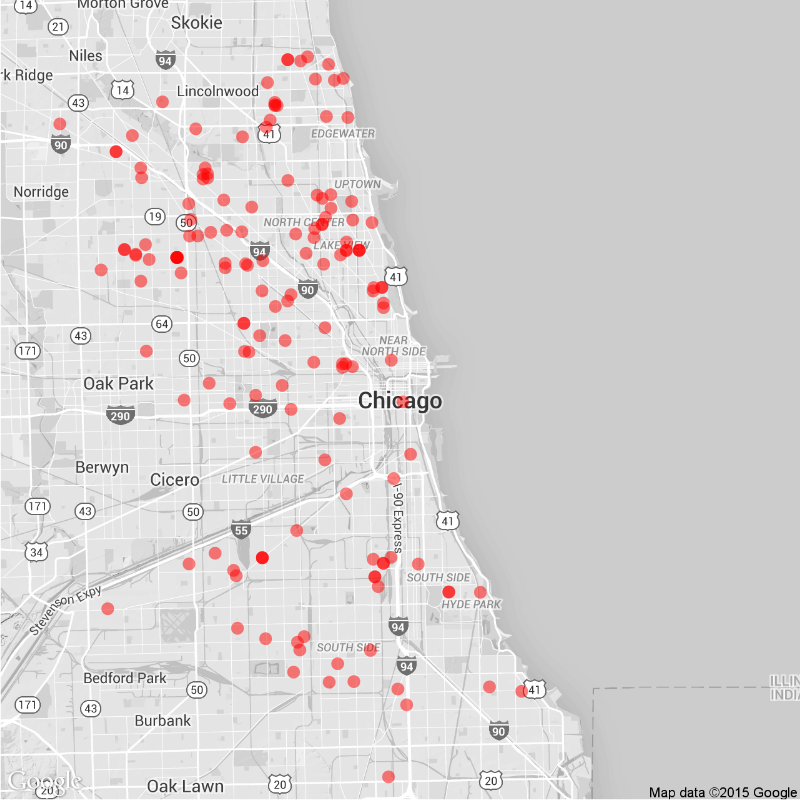 14
Morton Grove
21
Skokie
Niles
94
rk Ridge
14
Lincolnwood
43
41
EDGEWATER
90
Norridge
UPTOWN
19
50
NORTH CENTER
LAKE VIEW
94
41
90
64
43
NEAR
NORTH SIDE
171
50
Oak Park
290
290
Chicago
Berwyn
Cicero
LITTLE VILLAGE
171
43
50
I-90 Express
41
55
34
SOUTH SIDE
HYDE PARK
Stevenson Expy
94
SOUTH SIDE
94
Bedford Park
50
41
ILLIN
INDIA
171
43
Burbank
90
Google
20
Oak Lawn
20
20
Map data ©2015 Google